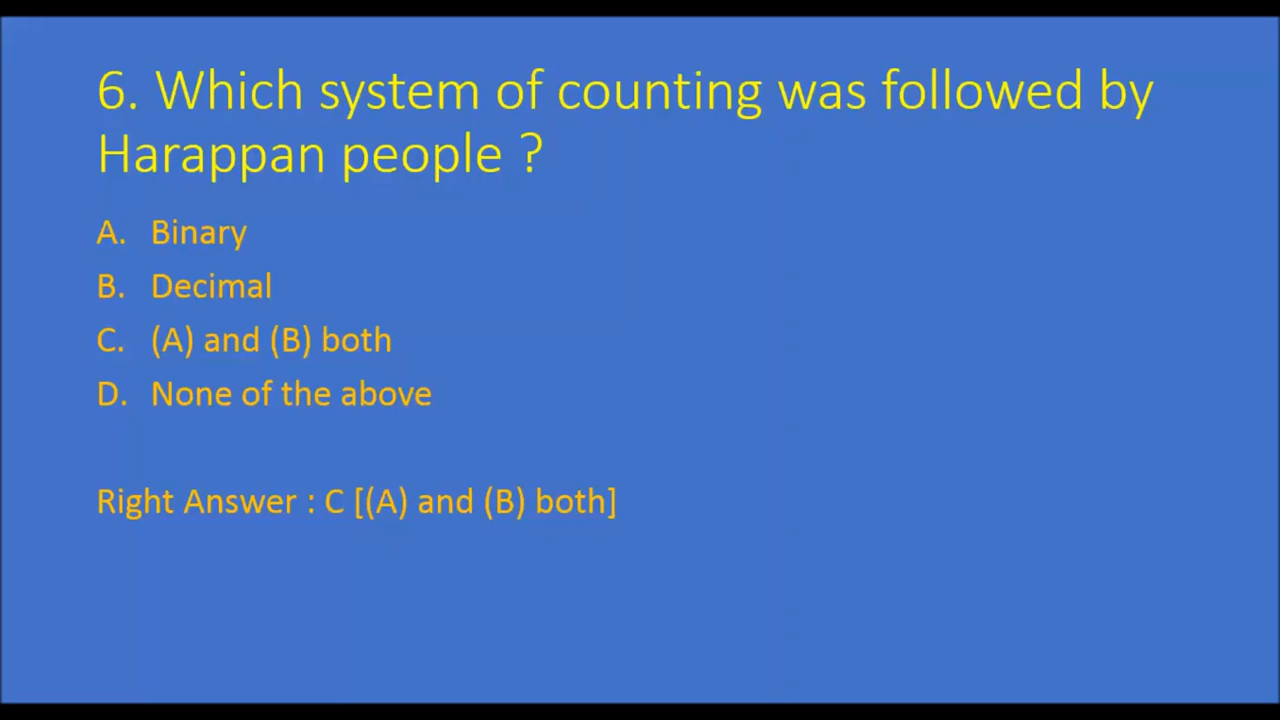 6. Which system of counting was followed by
Harappan people ?
A. Binary
B. Decimal
C. (A) and (B) both
D. None of the above
Right Answer : C [(A) and (B) both]